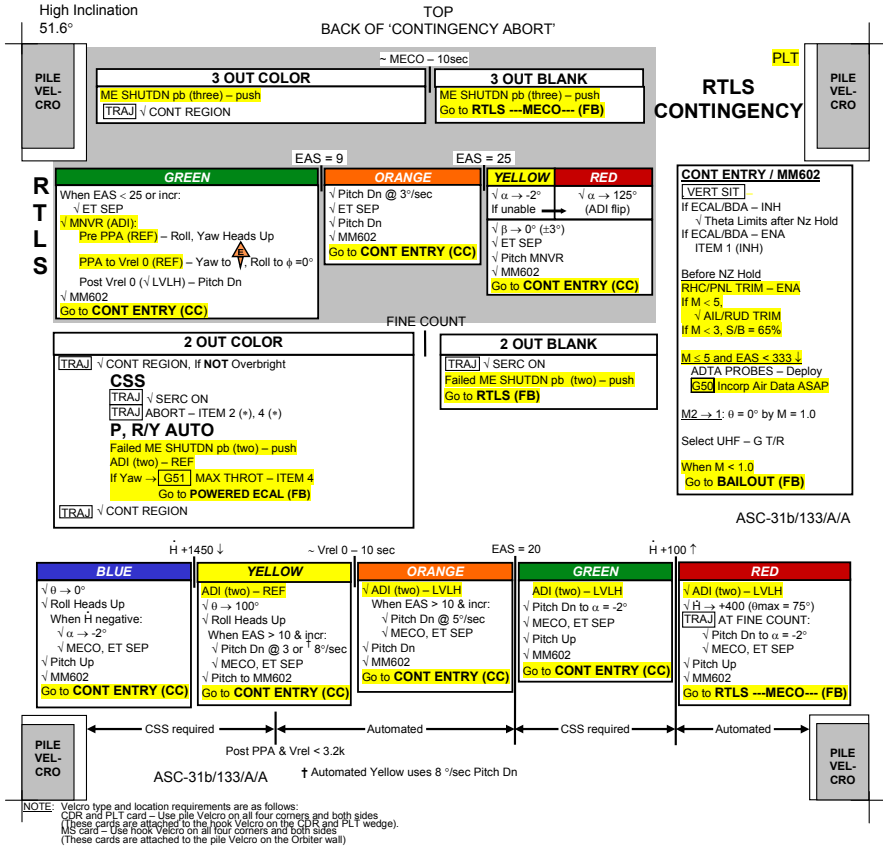 High Inclination
51.6°
TOP
BACK OF 'CONTINGENCY ABORT'
PLT
PILE
VEL-
CRO
~ MECO – 10sec
3 OUT COLOR
ME SHUTDN pb (three) – push
TRAJ √ CONT REGION
3 OUT BLANK
ME SHUTDN pb (three) – push
Go to RTLS ---MECO--- (FB)
RTLS
CONTINGENCY
PILE
VEL-
CRO
RTLS
EAS = 9
EAS = 25
GREEN
When EAS < 25 or incr:
√ ET SEP
√ MNVR (ADI):
Pre PPA (REF) – Roll, Yaw Heads Up
PPA to Vrel 0 (REF) – Yaw to E, Roll to ϕ =0°
Post Vrel 0 (√ LVLH) – Pitch Dn
√ MM602
Go to CONT ENTRY (CC)
ORANGE
√ Pitch Dn @ 3°/sec
√ ET SEP
√ Pitch Dn
√ MM602
Go to CONT ENTRY (CC)
YELLOW
√ α → -2°
If unable →
RED
√ α → 125°
(ADI flip)
√ β → 0° (±3°)
√ ET SEP
√ Pitch MNVR
√ MM602
Go to CONT ENTRY (CC)
CONT ENTRY / MM602
VERT SIT
If ECAL/BDA – INH
√ Theta Limits after Nz Hold
If ECAL/BDA – ENA
ITEM 1 (INH)
Before NZ Hold
RHC/PNL TRIM – ENA
If M < 5,
√ AIL/RUD TRIM
If M < 3, S/B = 65%
M ≤ 5 and EAS < 333 ↓
ADTA PROBES – Deploy
G50 Incorp Air Data ASAP
M2 → 1: θ = 0° by M = 1.0
Select UHF – G T/R
When M < 1.0
Go to BAILOUT (FB)
FINE COUNT
2 OUT COLOR
TRAJ √ CONT REGION, If NOT Overbright
CSS
TRAJ √ SERC ON
TRAJ ABORT – ITEM 2 (∗), 4 (∗)
P, R/Y AUTO
Failed ME SHUTDN pb (two) – push
ADI (two) – REF
If Yaw → G51 MAX THROT – ITEM 4
Go to POWERED ECAL (FB)
TRAJ √ CONT REGION
2 OUT BLANK
TRAJ √ SERC ON
Failed ME SHUTDN pb (two) – push
Go to RTLS (FB)
ASC-31b/133/A/A
Ḣ +1450 ↓
~ Vrel 0 – 10 sec
EAS = 20
Ḣ +100 ↑
BLUE
√ θ → 0°
√ Roll Heads Up
When Ḣ negative:
√ α → -2°
√ MECO, ET SEP
√ Pitch Up
√ MM602
Go to CONT ENTRY (CC)
YELLOW
ADI (two) – REF
√ θ → 100°
√ Roll Heads Up
When EAS > 10 & incr:
√ Pitch Dn @ 3 or † 8°/sec
√ MECO, ET SEP
√ Pitch to MM602
Go to CONT ENTRY (CC)
ORANGE
√ ADI (two) – LVLH
When EAS > 10 & incr:
√ Pitch Dn @ 5°/sec
√ MECO, ET SEP
√ Pitch Dn
√ MM602
Go to CONT ENTRY (CC)
GREEN
ADI (two) – LVLH
√ Pitch Dn to α = -2°
√ MECO, ET SEP
√ Pitch Up
√ MM602
Go to CONT ENTRY (CC)
RED
√ ADI (two) – LVLH
√ Ḣ → +400 (θmax = 75°)
TRAJ AT FINE COUNT:
√ Pitch Dn to α = -2°
√ MECO, ET SEP
√ Pitch Up
√ MM602
Go to RTLS ---MECO--- (FB)
PILE
VEL-
CRO
CSS required
Automated
CSS required
Automated
PILE
VEL-
CRO
Post PPA & Vrel < 3.2k
ASC-31b/133/A/A
† Automated Yellow uses 8 °/sec Pitch Dn
NOTE: Velcro type and location requirements are as follows:
CDR and PLT card – Use pile Velcro on all four corners and both sides
(These cards are attached to the hook Velcro on the CDR and PLT wedge).
MS card – Use hook Velcro on all four corners and both sides
(These cards are attached to the pile Velcro on the Orbiter wall)